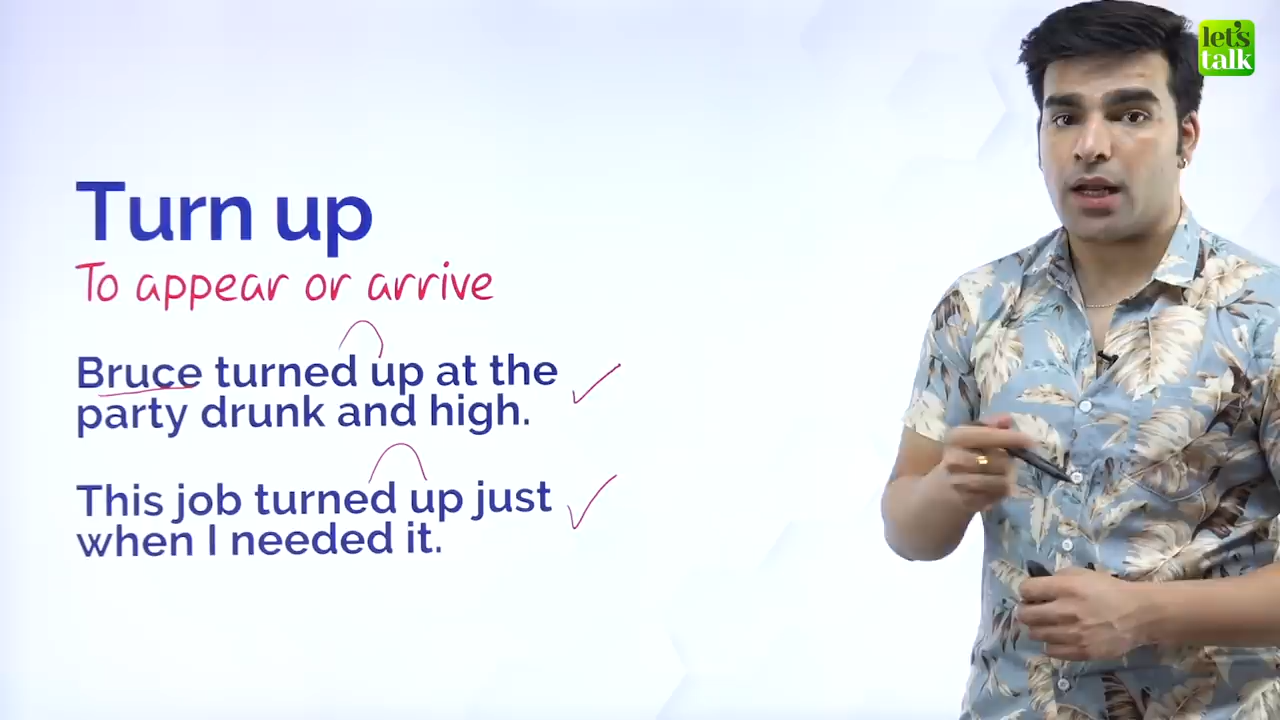 let's
talk
Turn up
To appear or arrive
Bruce turned up at the
party drunk and high.
This job turned up just
when I needed it.